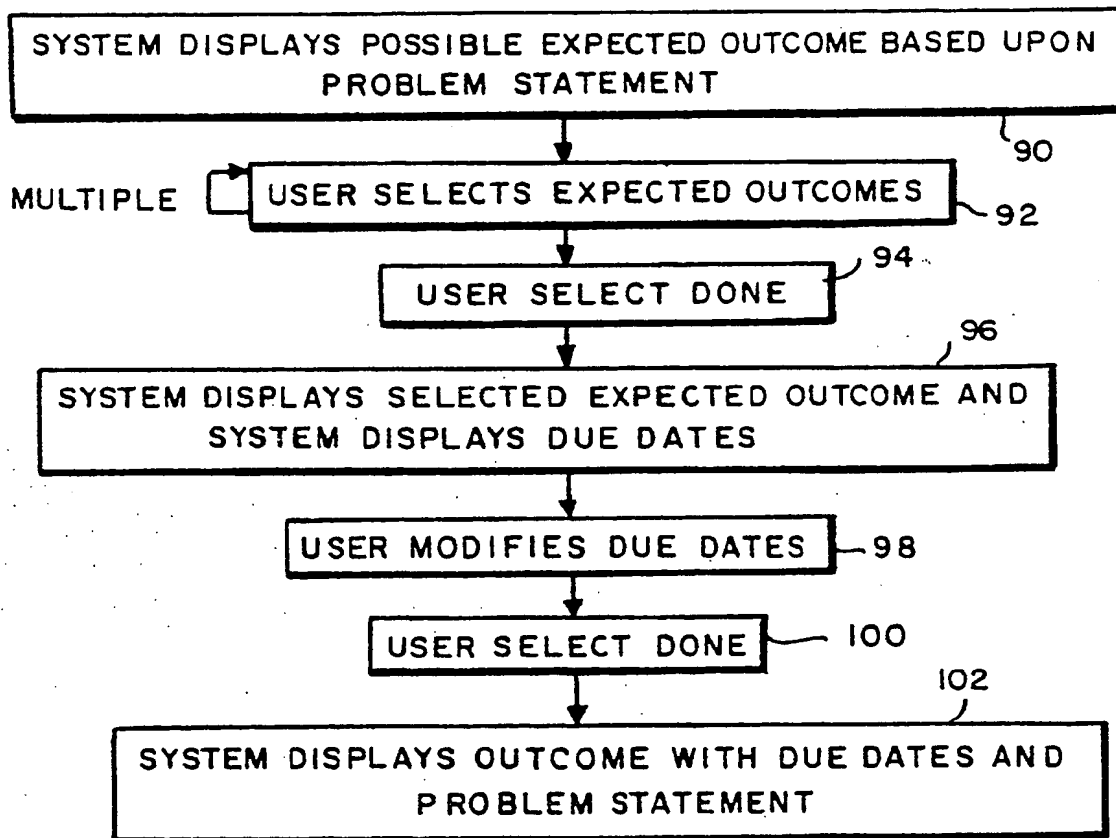 SYSTEM DISPLAYS POSSIBLE EXPECTED OUTCOME BASED UPON
PROBLEM STATEMENT
90
MULTIPLE
USER SELECTS EXPECTED OUTCOMES
92
94
USER SELECT DONE
96
SYSTEM DISPLAYS SELECTED EXPECTED OUTCOME AND
SYSTEM DISPLAYS DUE DATES
USER MODIFIES DUE DATES
98
USER SELECT DONE
100
102
SYSTEM DISPLAYS OUTCOME WITH DUE DATES AND
PROBLEM STATEMENT